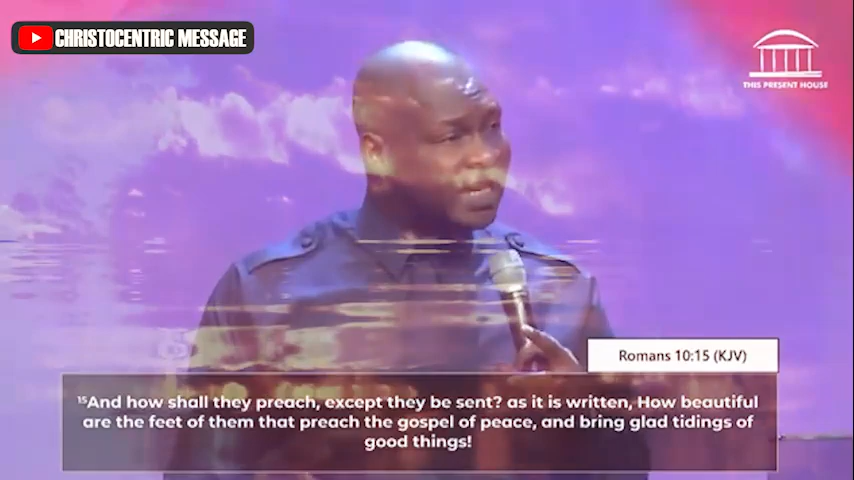 CHRISTOCENTRIC MESSAGE
THIS PRESENT HOUSE
Romans 10:15 (KJV)
15And how shall they preach, except they be sent? as it is written, How beautiful
are the feet of them that preach the gospel of peace, and bring glad tidings of
good things!